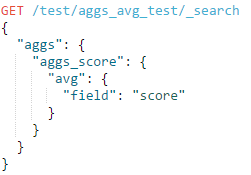 GET /test/aggs_avg_test/_search
{
  "aggs": {
    "aggs_score": {
      "avg": {
        "field": "score"
      }
    }
  }
}